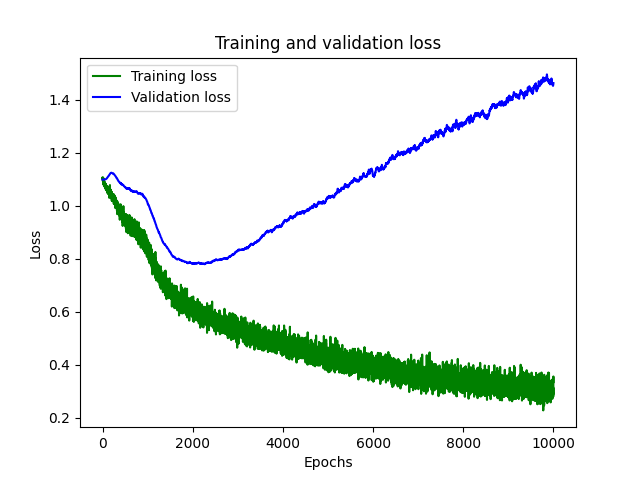 Training and validation loss
Training loss
Validation loss
1.4
1.2
1.0
0.8
0.6
0.4
0.2
Loss
0 2000 4000 6000 8000 10000
Epochs